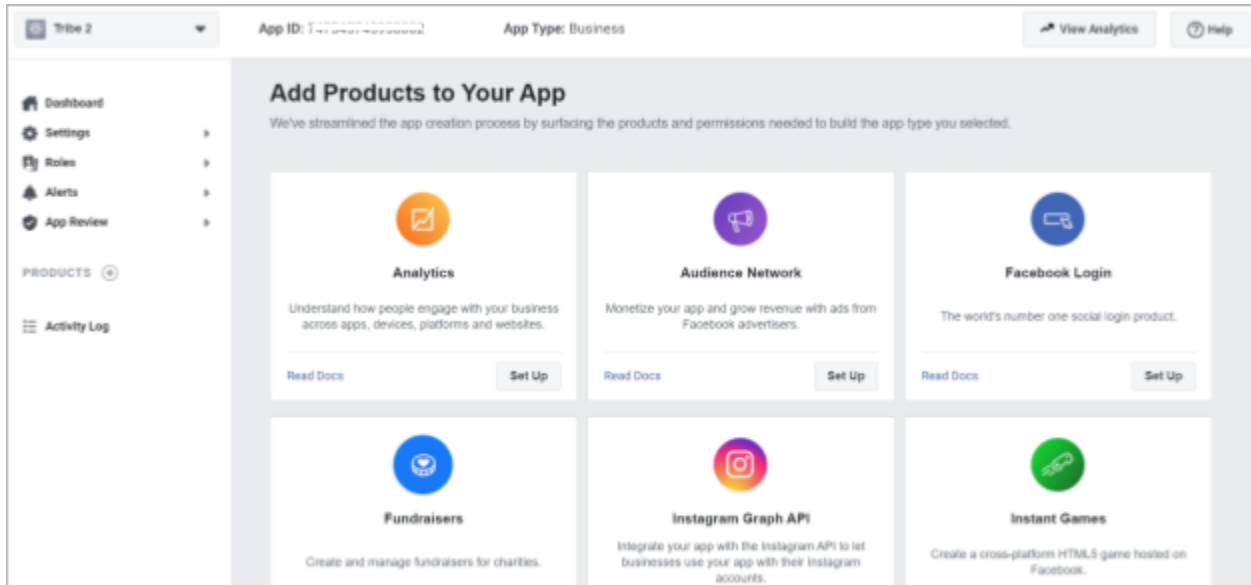 Tribe 2
App ID:
App Type: Business
View Analytics
Help
Dashboard
Settings
Roles
Alerts
App Review
PRODUCTS
Activity Log
Add Products to Your App
We've streamlined the app creation process by surfacing the products and permissions needed to build the app type you selected.
Analytics
Understand how people engage with your business
across apps, devices, platforms and websites.
Read Docs
Set Up
Audience Network
Monetize your app and grow revenue with ads from
Facebook advertisers.
Read Docs
Set Up
Facebook Login
The world's number one social login product.
Read Docs
Set Up
Fundraisers
Create and manage fundraisers for charities.
Instagram Graph API
Integrate your app with the Instagram API to let
businesses use your app with their Instagram
accounts.
Instant Games
Create a cross-platform HTML5 game hosted on
Facebook.